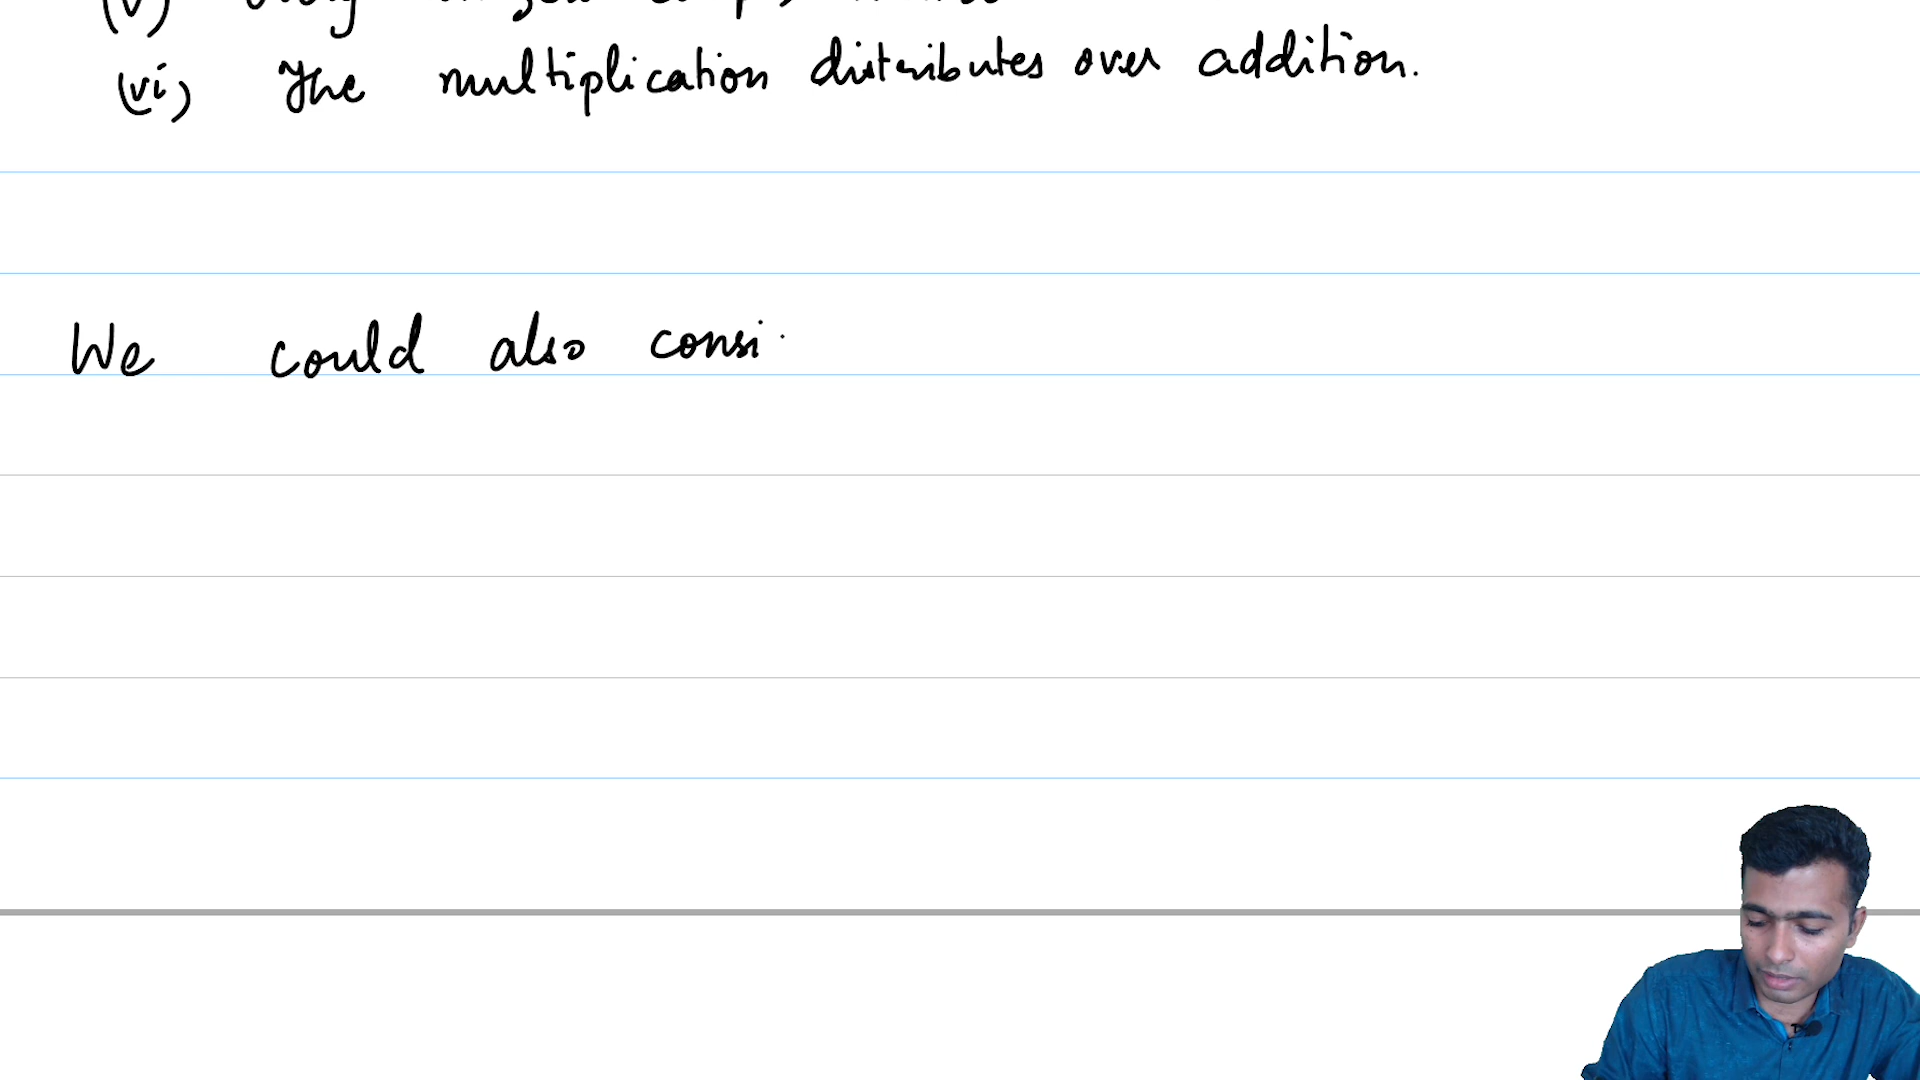 (v)
(vi) The multiplication distributes over addition.
We could also consi